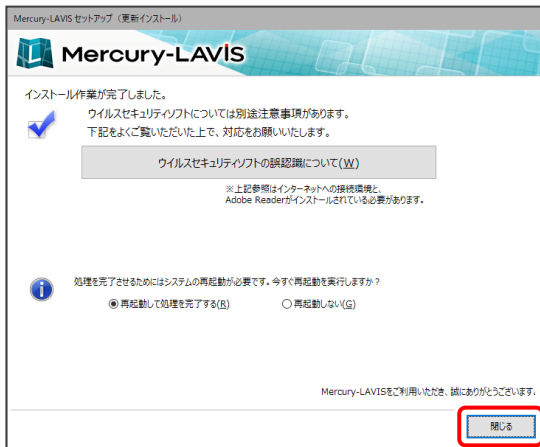 Mercury-LAVIS セットアップ（更新インストール）
Mercury-LAVIS
インストール作業が完了しました。
ウイルスセキュリティソフトについては別途注意事項があります。
下記をよくご覧いただいた上で、対応をお願いいたします。
ウイルスセキュリティソフトの誤認識について(W)
※上記参照はインターネットへの接続環境と、
Adobe Readerがインストールされている必要があります。
処理を完了させるためにはシステムの再起動が必要です。今すぐ再起動を実行しますか？
再起動して処理を完了する(R) 再起動しない(G)
Mercury-LAVISをご利用いただき、誠にありがとうございます。
閉じる